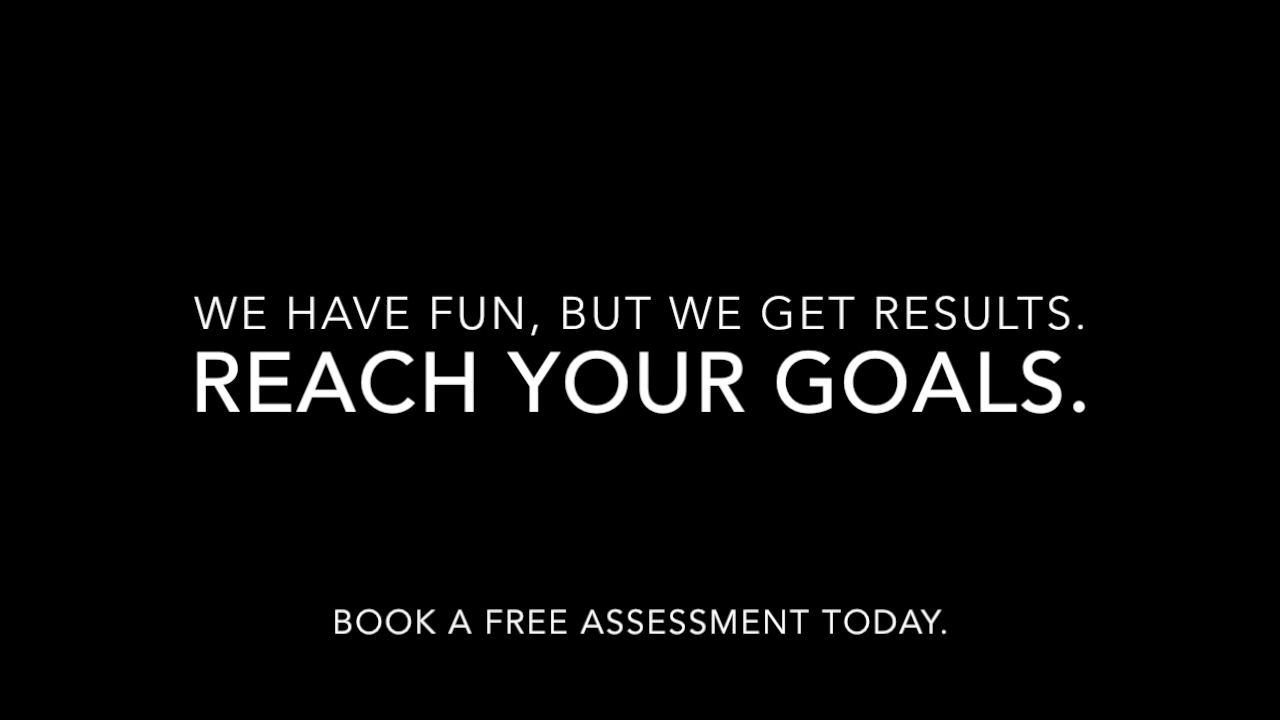 WE HAVE FUN, BUT WE GET RESULTS.
REACH YOUR GOALS.
BOOK A FREE ASSESSMENT TODAY.